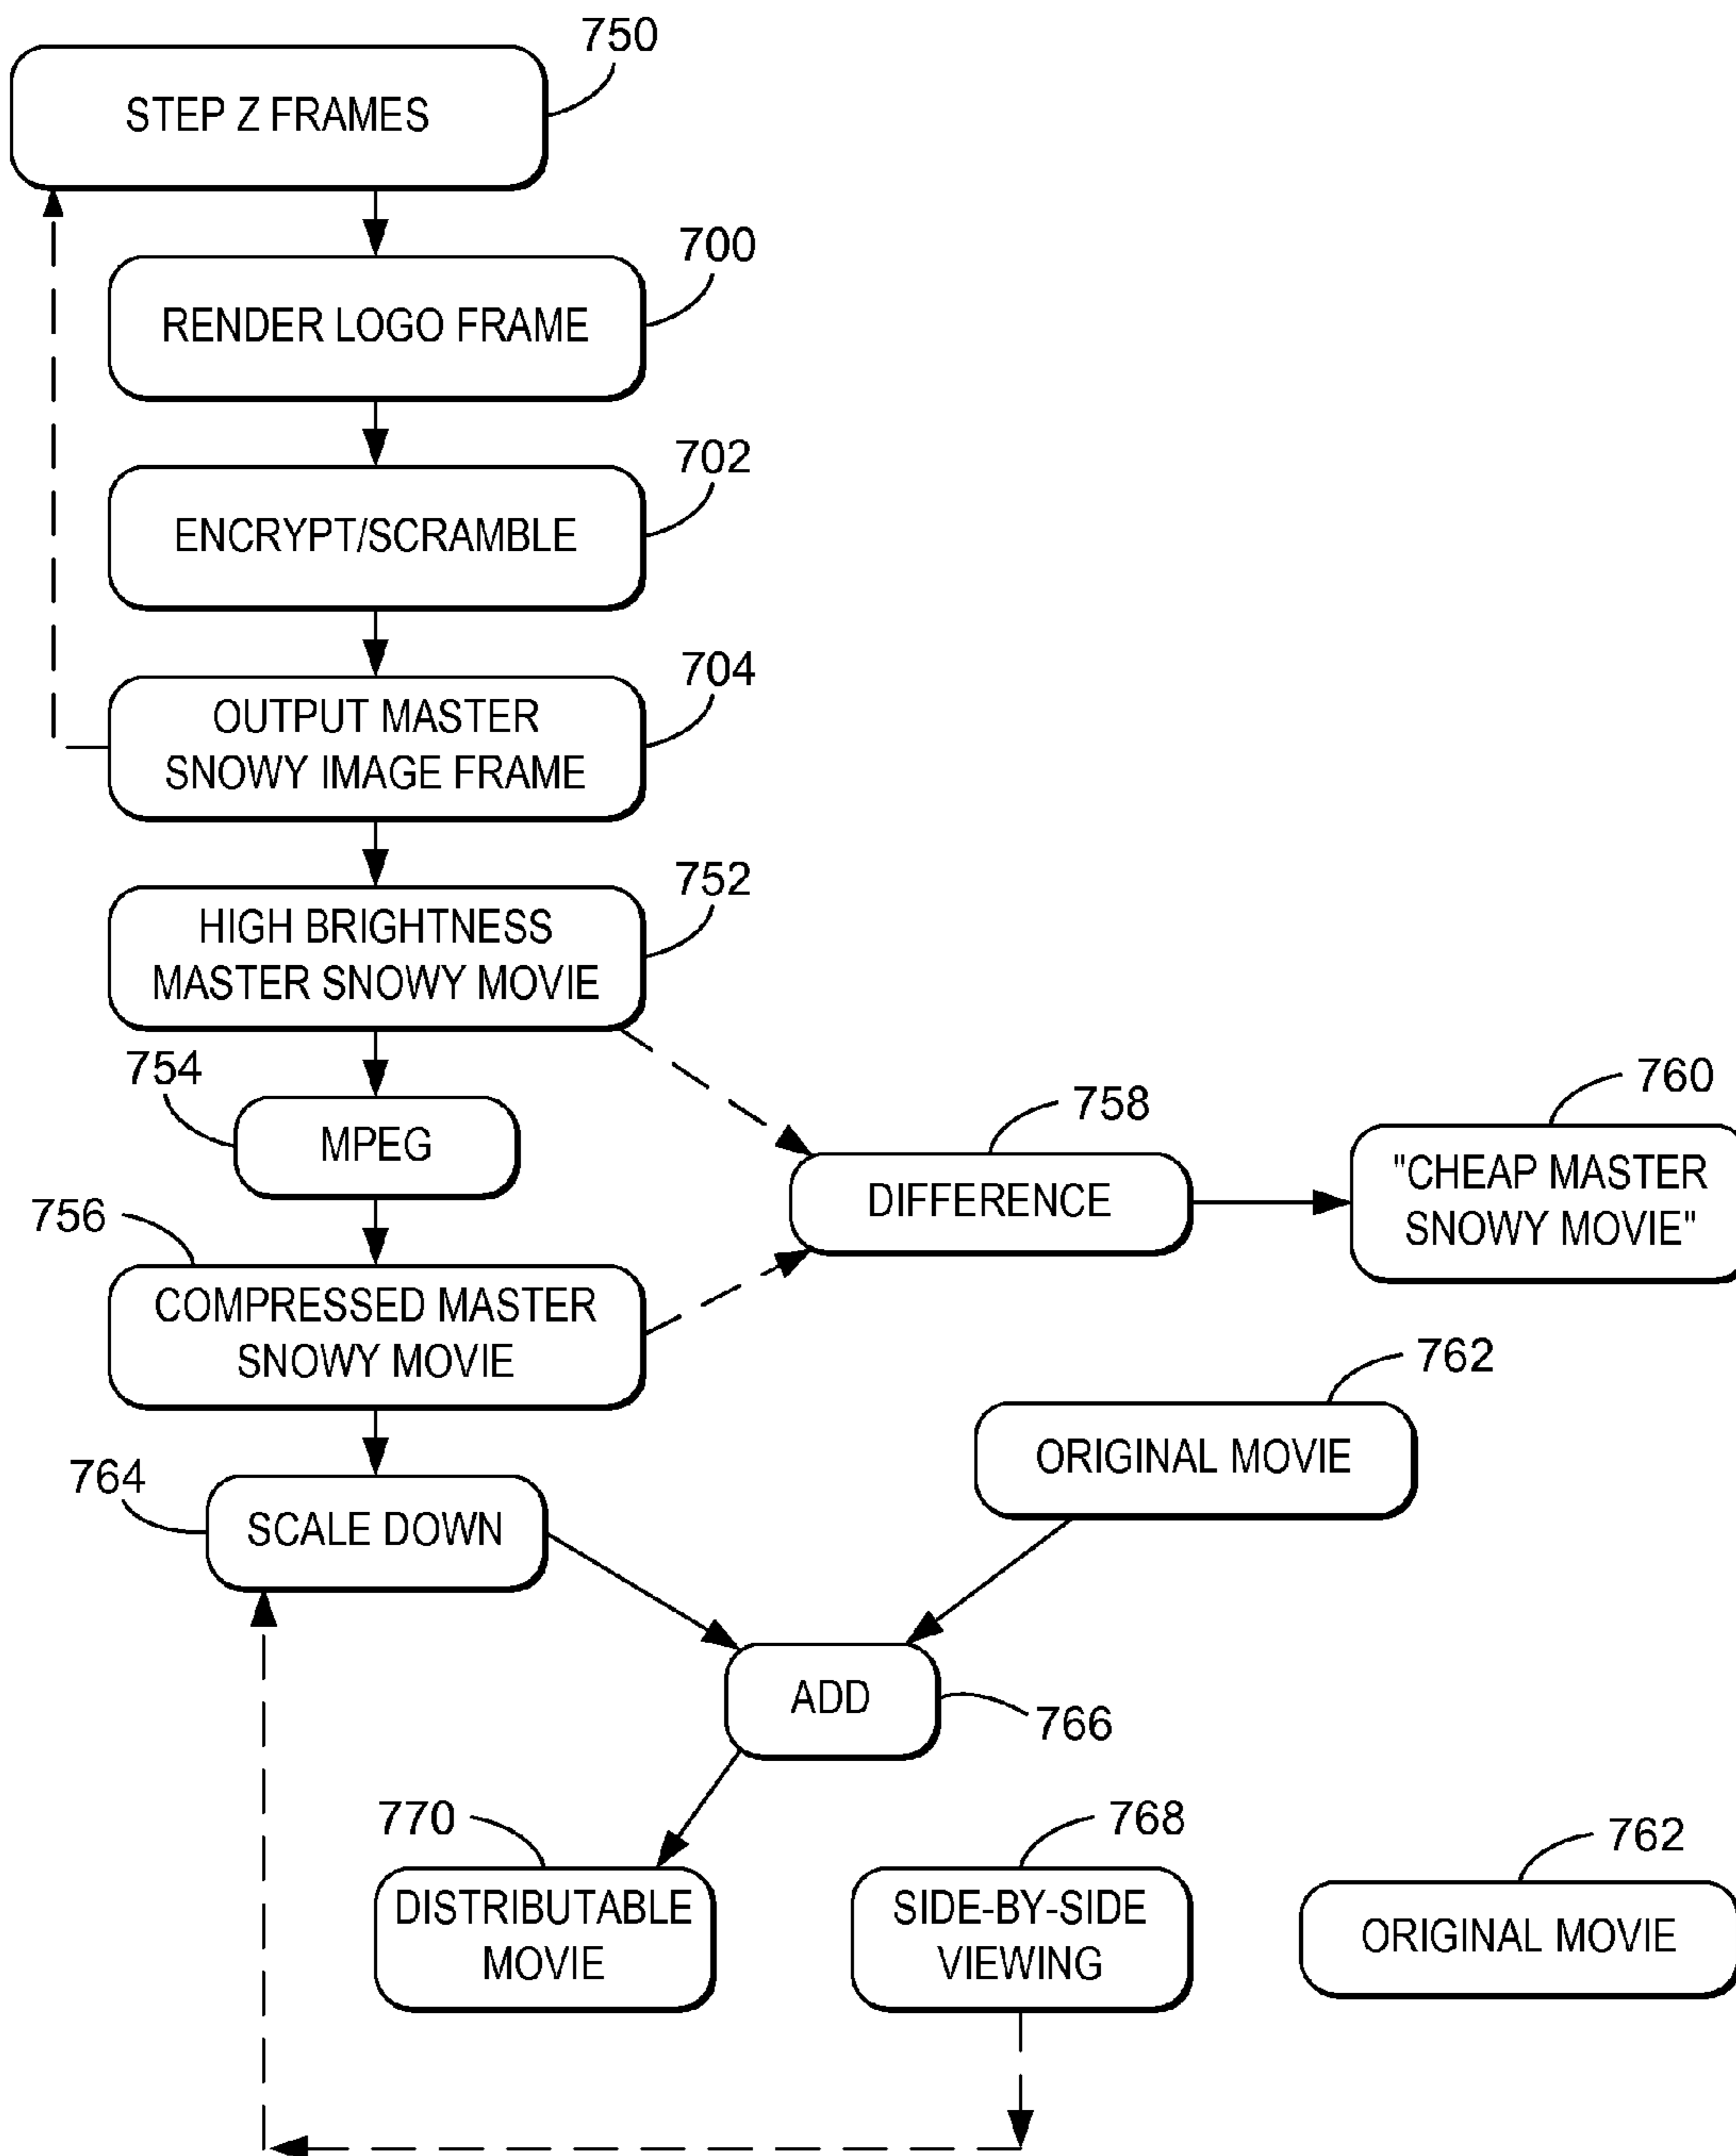 750
STEP Z FRAMES
700
RENDER LOGO FRAME
702
ENCRYPT/SCRAMBLE
704
OUTPUT MASTER
SNOWY IMAGE FRAME
752
HIGH BRIGHTNESS
MASTER SNOWY MOVIE
754
MPEG
758
DIFFERENCE
760
"CHEAP MASTER
SNOWY MOVIE"
756
COMPRESSED MASTER
SNOWY MOVIE
762
ORIGINAL MOVIE
764
SCALE DOWN
ADD
766
770
DISTRIBUTABLE
MOVIE
768
SIDE-BY-SIDE
VIEWING
762
ORIGINAL MOVIE